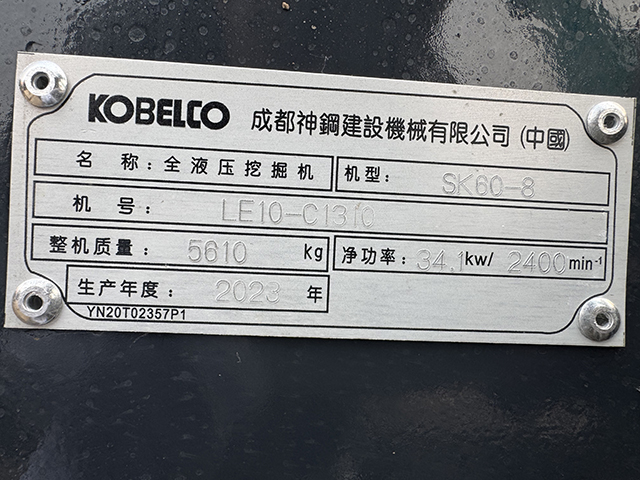 KOBELCO 成都神鋼建設機械有限公司 (中國)
名 称: 全液压挖掘机 机型: SK60-8
机 号: LE10-C1310
整机质量: 5610 Kg 净功率: 34.1kw/ 2400min⁻¹
生产年度: 2023 年
YN20T02357P1